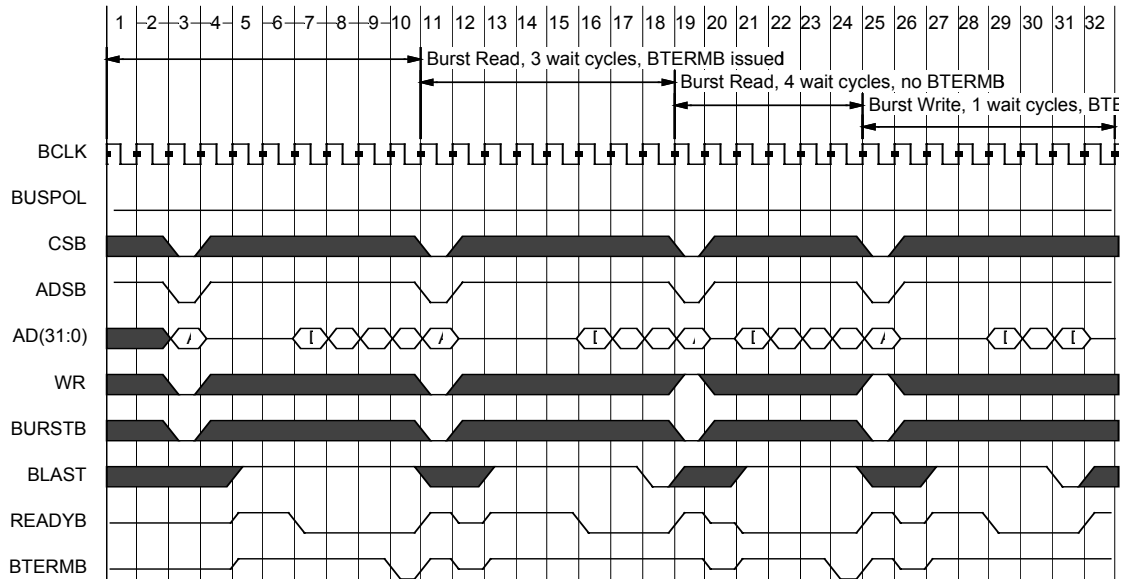 1 2 3 4 5 6 7 8 9 10 11 12 13 14 15 16 17 18 19 20 21 22 23 24 25 26 27 28 29 30 31 32
Burst Read, 3 wait cycles, BTERMB issued
Burst Read, 4 wait cycles, no BTERMB
Burst Write, 1 wait cycles,
BCLK
BUSPOL
CSB
ADSB
AD(31:0)
WR
BURSTB
BLAST
READYB
BTERMB